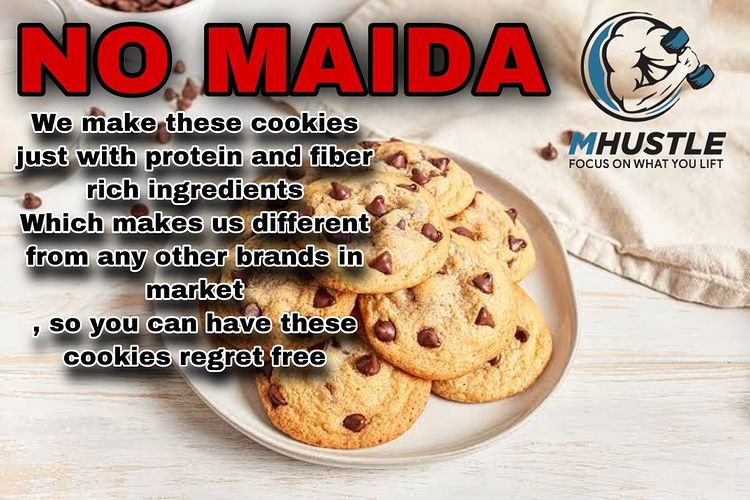 NO MAIDA
We make these cookies
just with protein and fiber
rich ingredients
Which makes us different
from any other brands in
market
, so you can have these
cookies regret free
MHUSTLE
FOCUS ON WHAT YOU LIFT